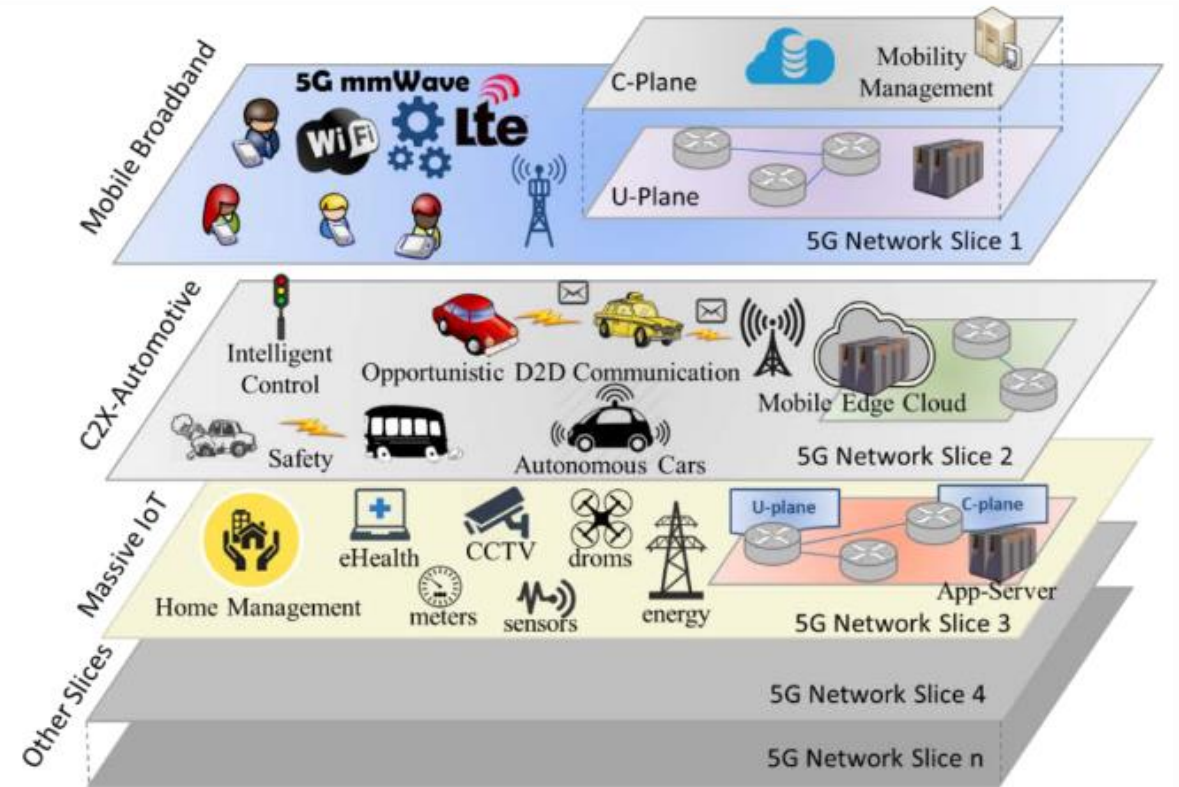 Mobile Broadband
5G mmWave
WiFi
Lte
C-Plane
Mobility
Management
U-Plane
5G Network Slice 1
C2X-Automotive
Intelligent
Control
Opportunistic D2D Communication
Mobile Edge Cloud
Safety
Autonomous Cars
5G Network Slice 2
Massive IoT
Home Management
eHealth
CCTV
droms
meters
sensors
energy
U-plane
C-plane
App-Server
5G Network Slice 3
Other Slices
5G Network Slice 4
5G Network Slice n